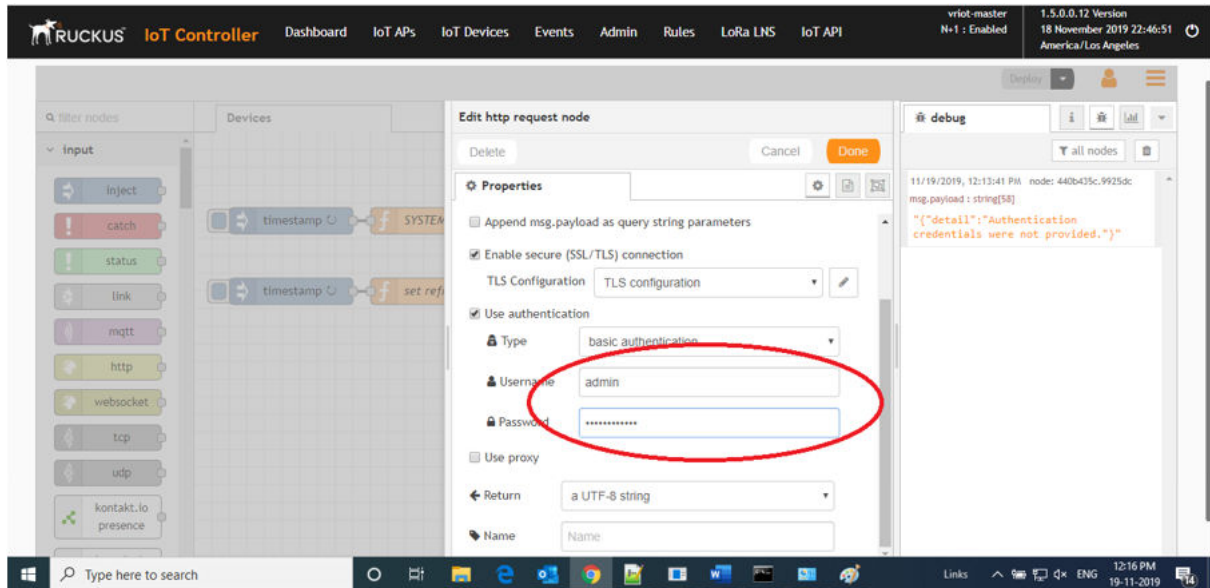 RUCKUS IoT Controller Dashboard IoT APs IoT Devices Events Admin Rules LoRa LNS IoT API
vriot-master
N+1 : Enabled
1.5.0.0.12 Version
18 November 2019 22:46:51
America/Los Angeles
Deploy
filter nodes
input
inject
catch
status
link
mqtt
http
websocket
tcp
udp
kontakt.io
presence
Devices
timestamp
SYSTEM
timestamp
set refr
Edit http request node
Delete
Cancel
Done
Properties
Append msg.payload as query string parameters
Enable secure (SSL/TLS) connection
TLS Configuration TLS configuration
Use authentication
Type basic authentication
Username admin
Password ••••••••••••
Use proxy
Return a UTF-8 string
Name Name
debug
i
all nodes
11/19/2019, 12:13:41 PM node: 440b435c.9925dc
msg.payload : string[58]
"{"detail":"Authentication
credentials were not provided."}"
Type here to search
Links
ENG
12:16 PM
19-11-2019